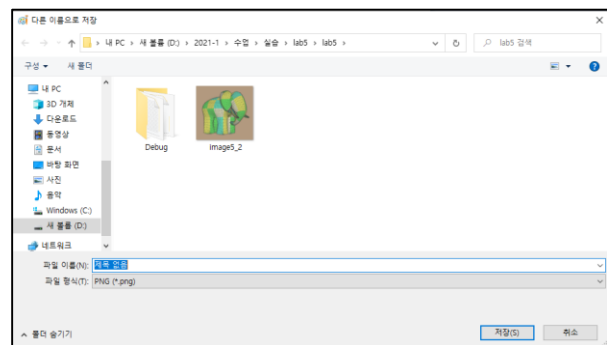 다른 이름으로 저장
내 PC > 새 볼륨 (D:) > 2021-1 > 수업 > 실습 > lab5 > lab5 >
lab5 검색
구성
새 폴더
내 PC
3D 개체
다운로드
동영상
문서
바탕 화면
사진
음악
Windows (C:)
새 볼륨 (D:)
네트워크
Debug
image5_2
파일 이름(N): 제목 없음
파일 형식(T): PNG (*.png)
폴더 숨기기
저장(S)
취소